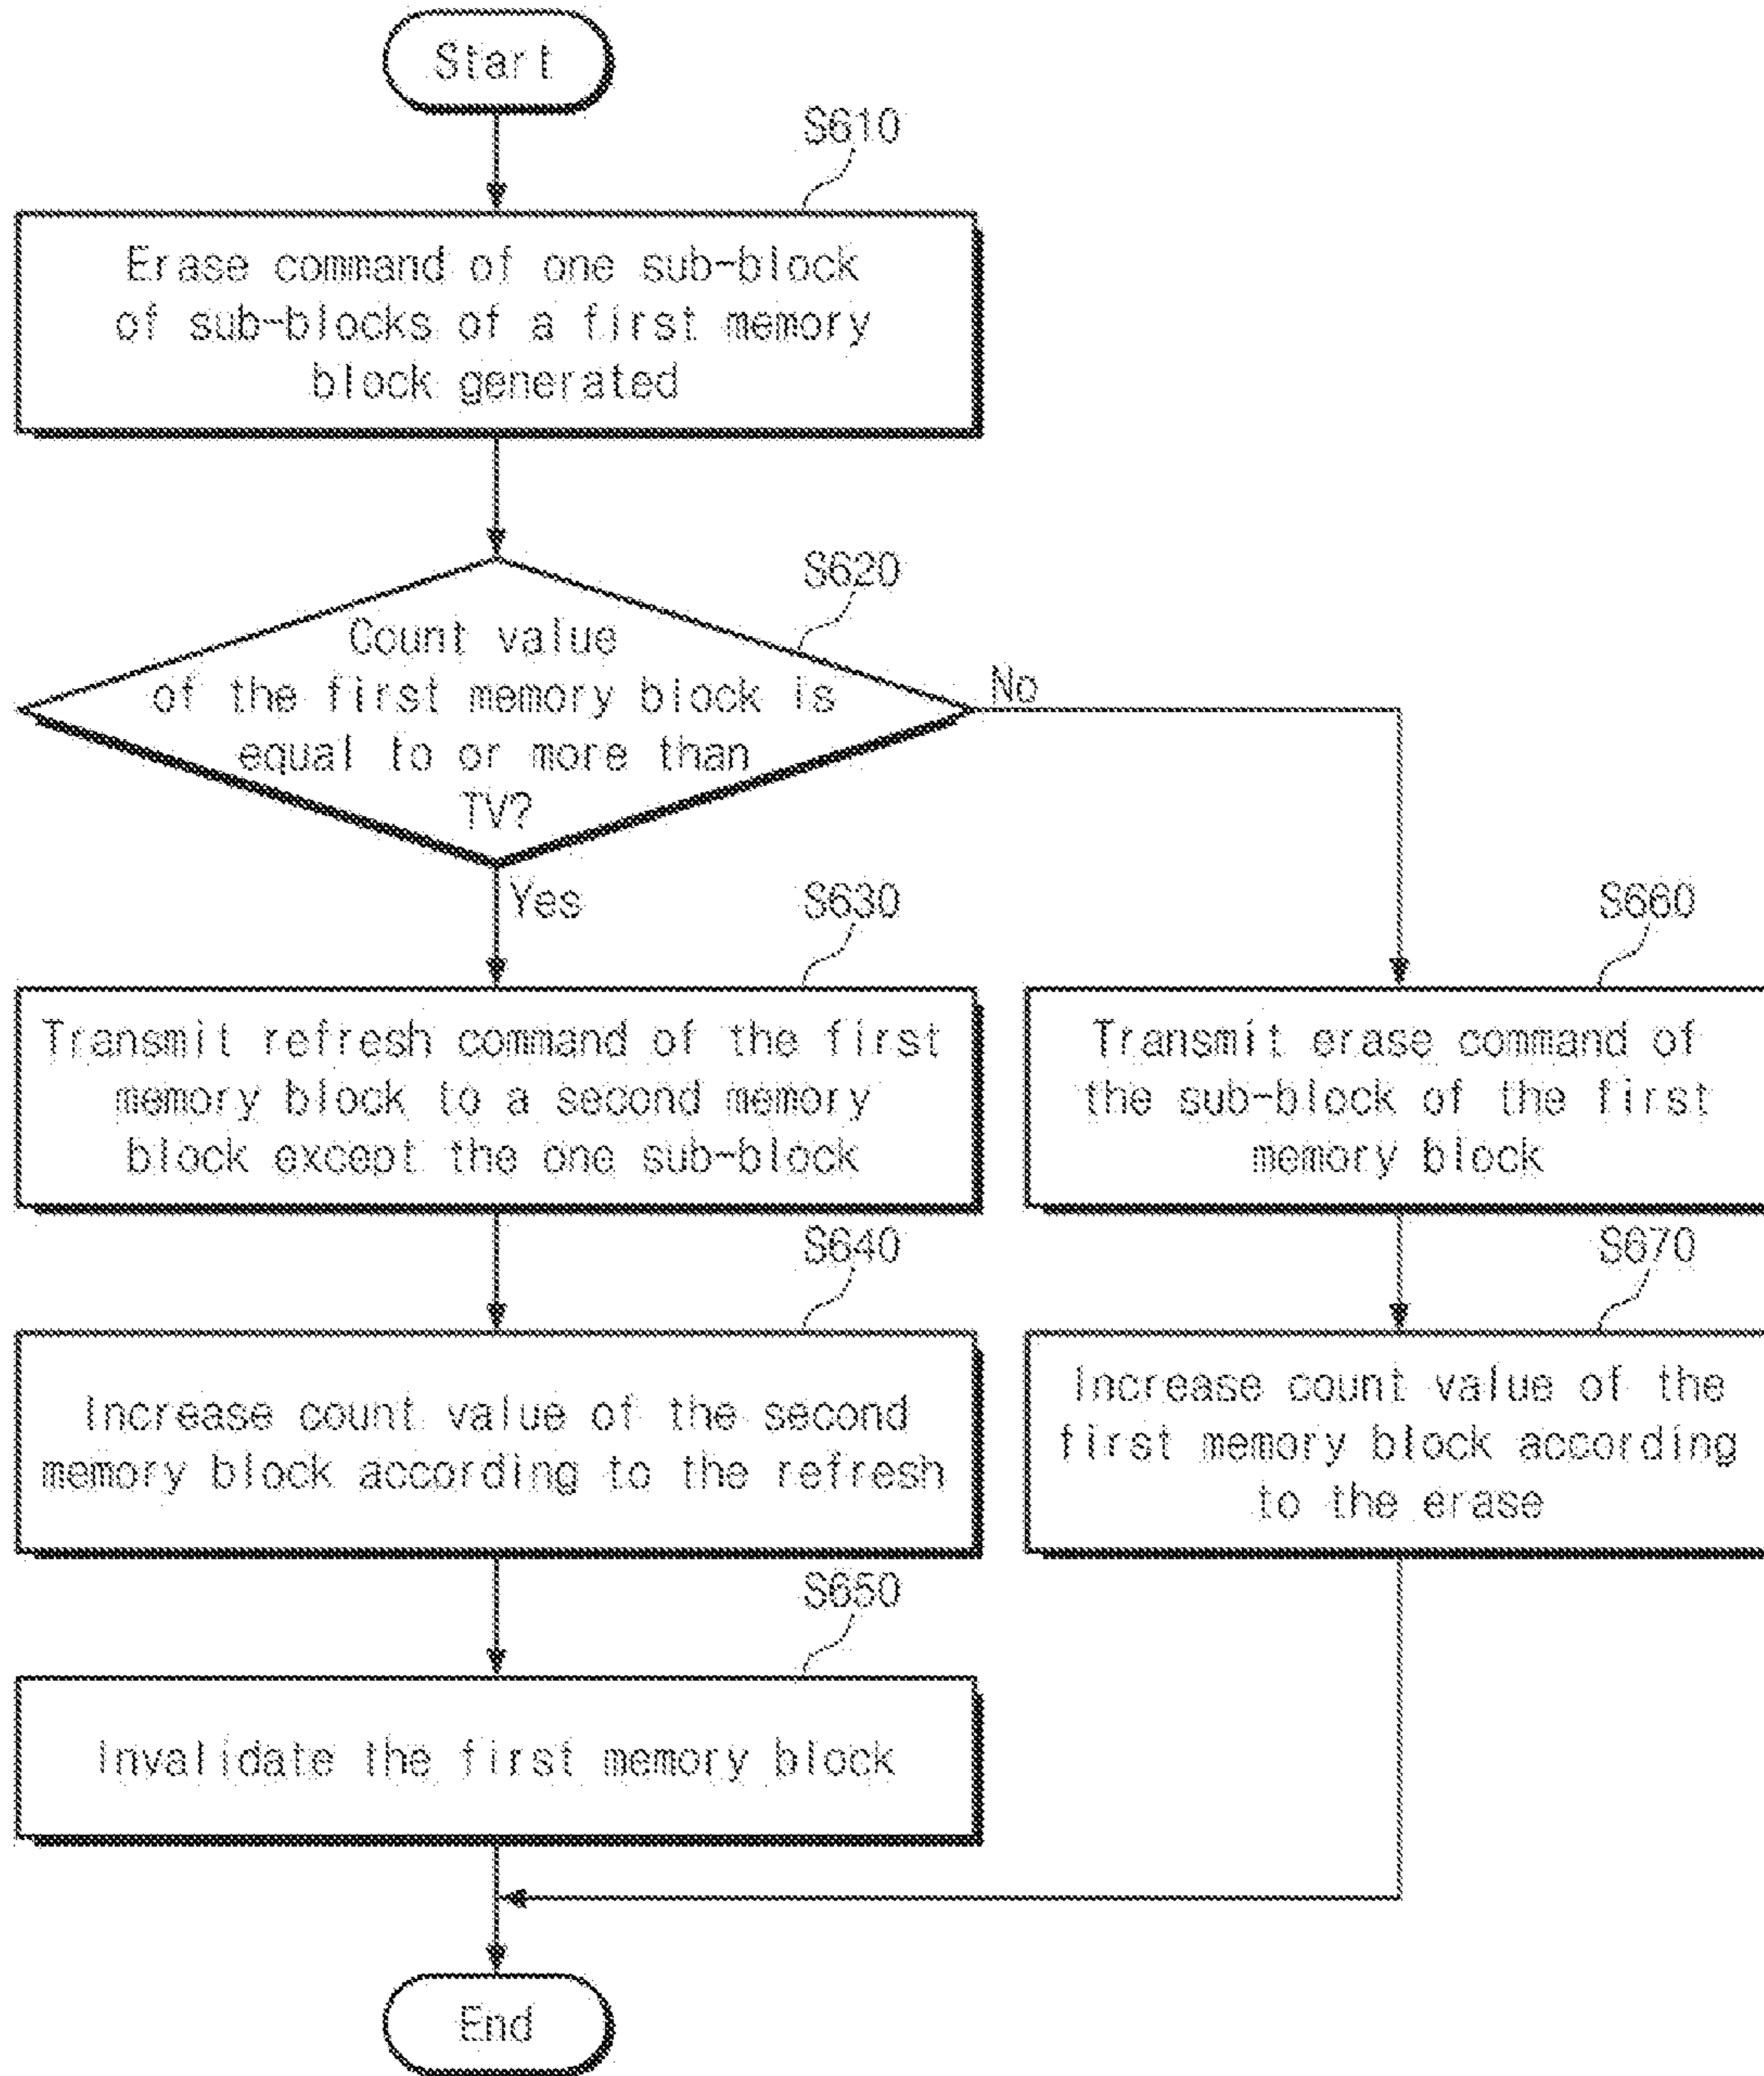 Start
S610
Erase command of one sub-block
of sub-blocks of a first memory
block generated
S620
Count value
of the first memory block is
equal to or more than
TV?
No
Yes
S630
Transmit refresh command of the first
memory block to a second memory
block except the one sub-block
S660
Transmit erase command of
the sub-block of the first
memory block
S640
Increase count value of the second
memory block according to the refresh
S670
Increase count value of the
first memory block according
to the erase
S650
Invalidate the first memory block
End